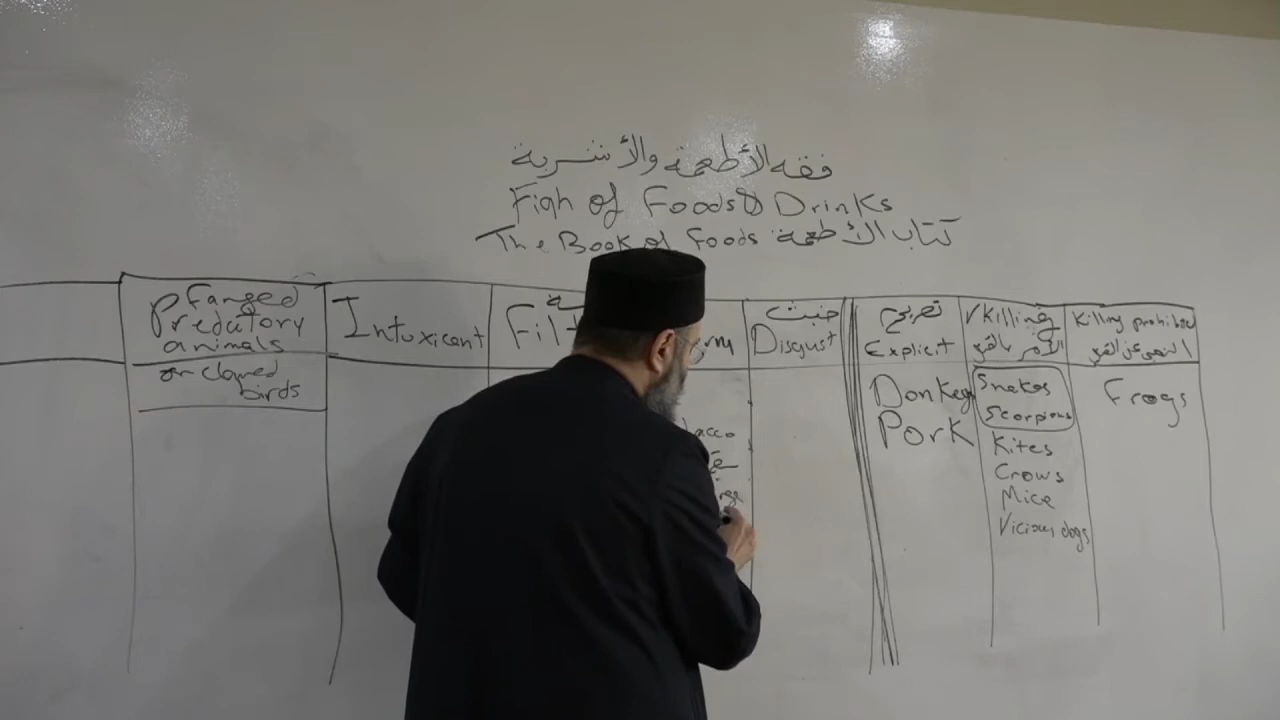 فقه الأطعمة والأشربة
Fiqh of Foods & Drinks
The Book of Foods كتاب الأطعمة
Fanged
predatory
animals
or clawed
birds
Intoxicant
خبث
Disgust
تصريح
Explicit
Donkeys
Pork
killing
الأمر بالقتل
Snakes
Scorpions
Kites
Crows
Mice
Vicious dogs
Killing prohibited
النهي عن القتل
Frogs